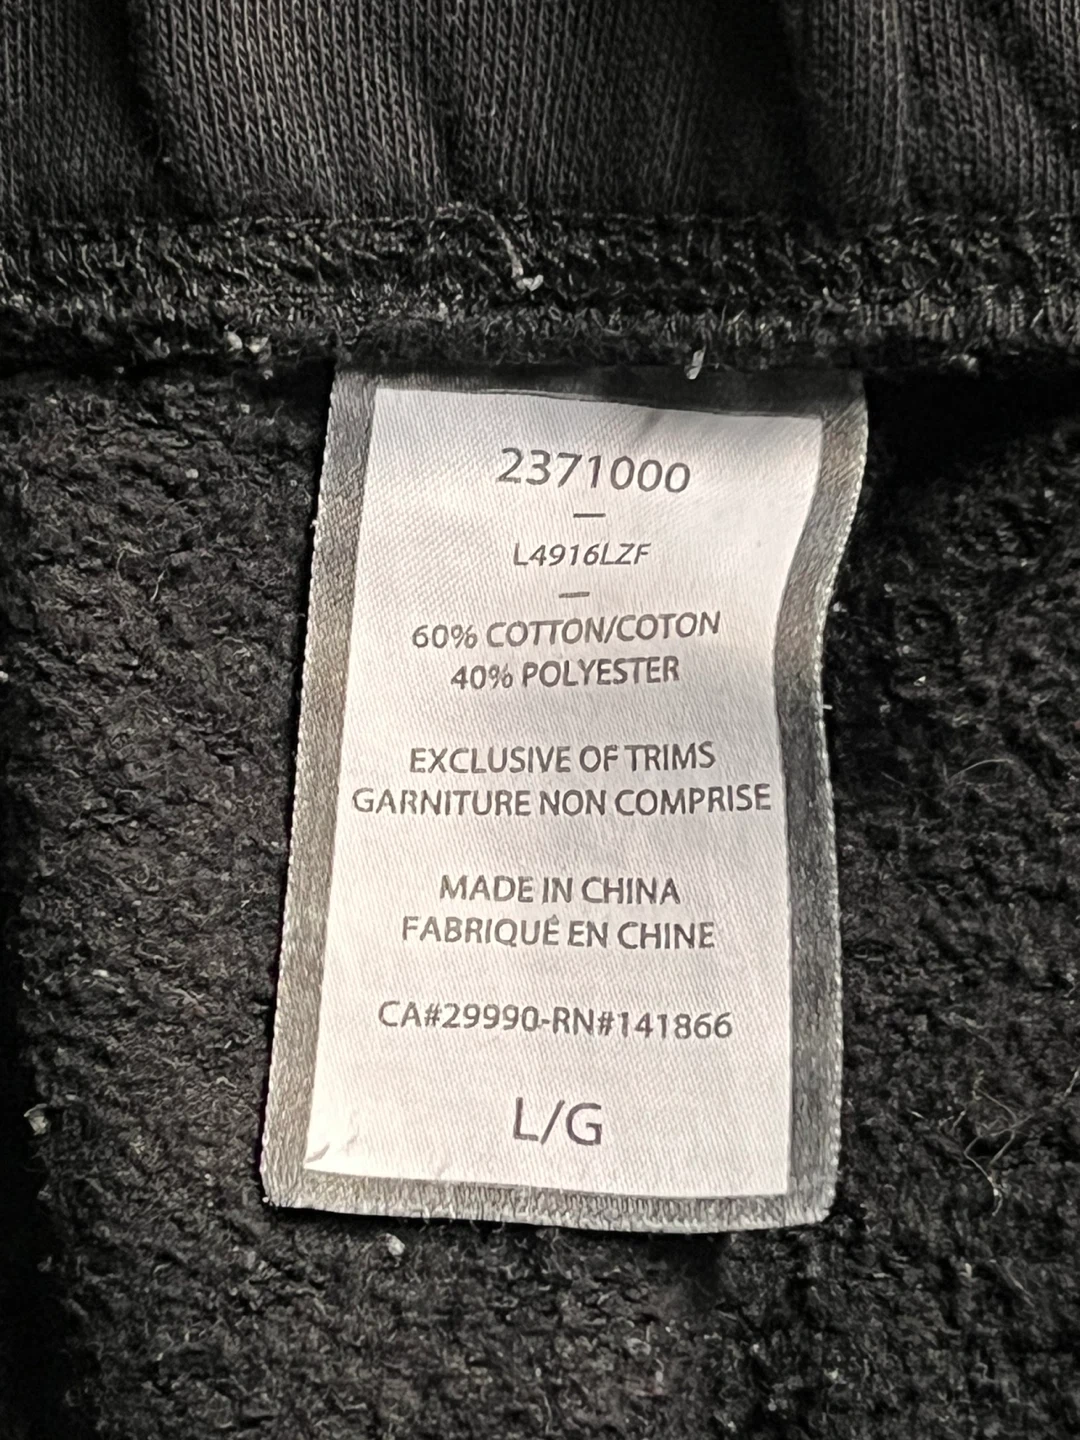 2371000
—
L4916LZF
—
60% COTTON/COTON
40% POLYESTER
EXCLUSIVE OF TRIMS
GARNITURE NON COMPRISE
MADE IN CHINA
FABRIQUÉ EN CHINE
CA#29990-RN#141866
L/G